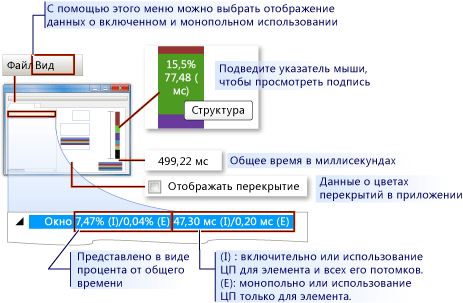 С помощью этого меню можно выбрать отображение
данных о включенном и монопольном использовании
Файл Вид
15,5%
77,48 (
мс)
Структура
Подведите указатель мыши,
чтобы просмотреть подпись
499,22 мс
Общее время в миллисекундах
Отображать перекрытие
Данные о цветах
перекрытий в приложении
Окно 7,47% (I)/0,04% (E) 47,30 мс (I)/0,20 мс (E)
Представлено в виде
процента от общего
времени
(I) : включительно или использование
ЦП для элемента и всех его потомков.
(E): монопольно или использование
ЦП только для элемента.